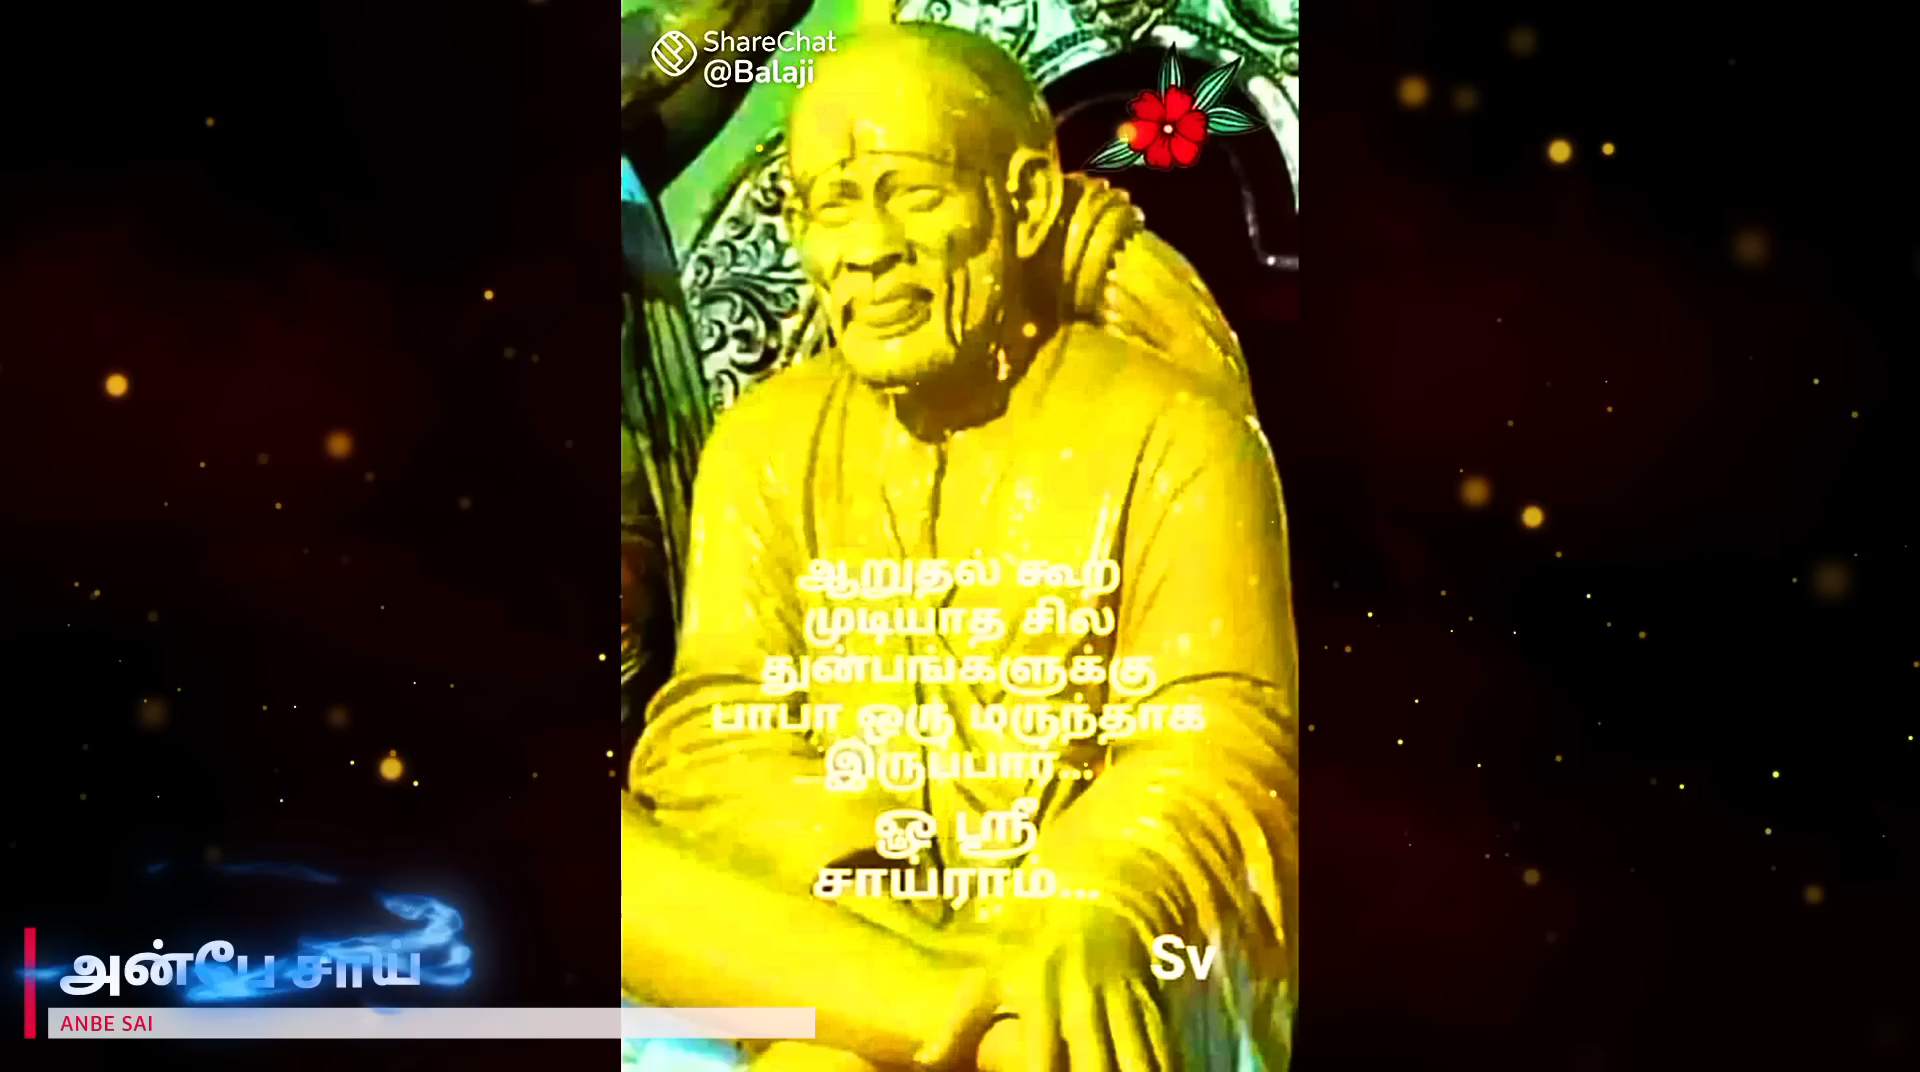 ShareChat
@Balaji
ஆறுதல் கூற
முடியாத சில
துன்பங்களுக்கு
பாபா ஒரு மருந்தாக
இருப்பார்...
ஓம் ஸ்ரீ
சாய்ராம்...
Sv
அன்பே சாய்
ANBE SAI